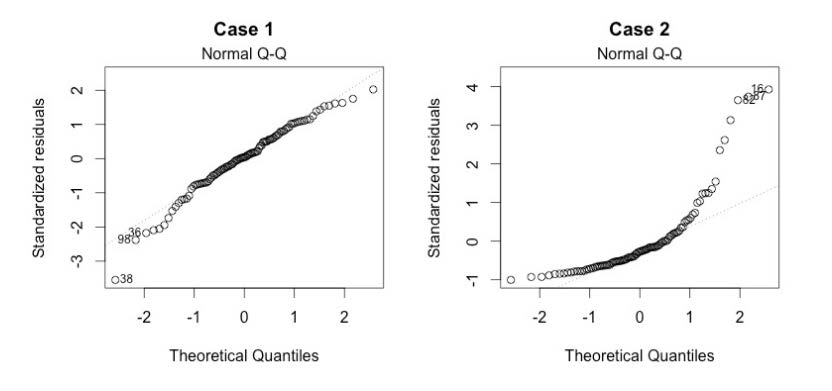 Case 1
Normal Q-Q
Standardized residuals
2
1
0
-1
-2
-3
36
98
38
-2 -1 0 1 2
Theoretical Quantiles
Case 2
Normal Q-Q
Standardized residuals
4
3
2
1
0
-1
16
82 87
-2 -1 0 1 2
Theoretical Quantiles